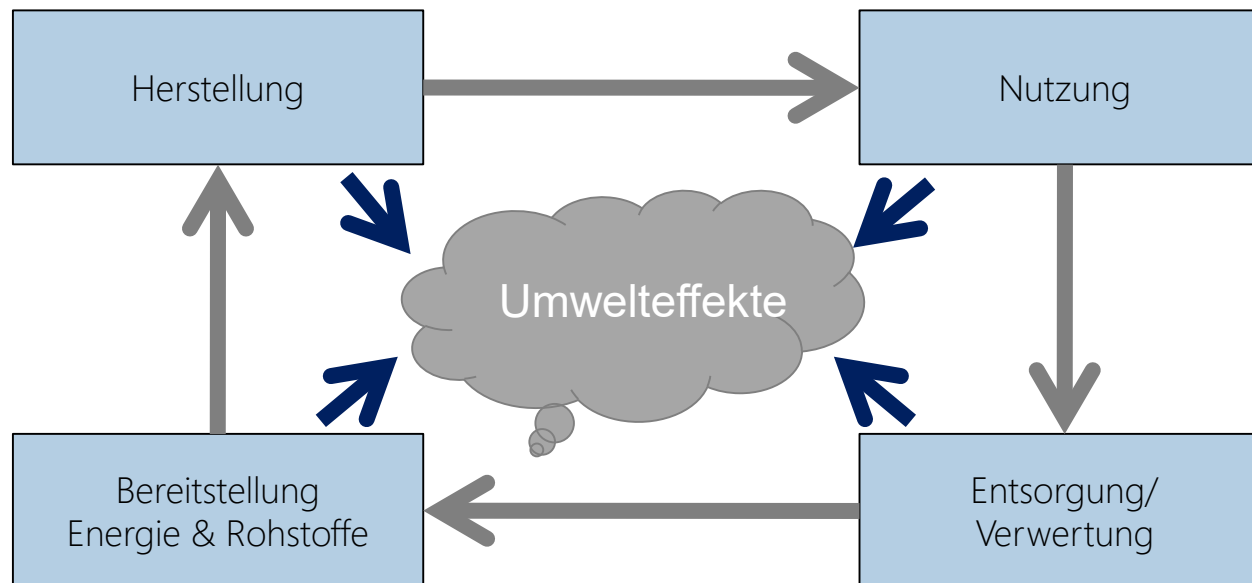 Herstellung
Nutzung
Umwelteffekte
Bereitstellung
Energie & Rohstoffe
Entsorgung/
Verwertung